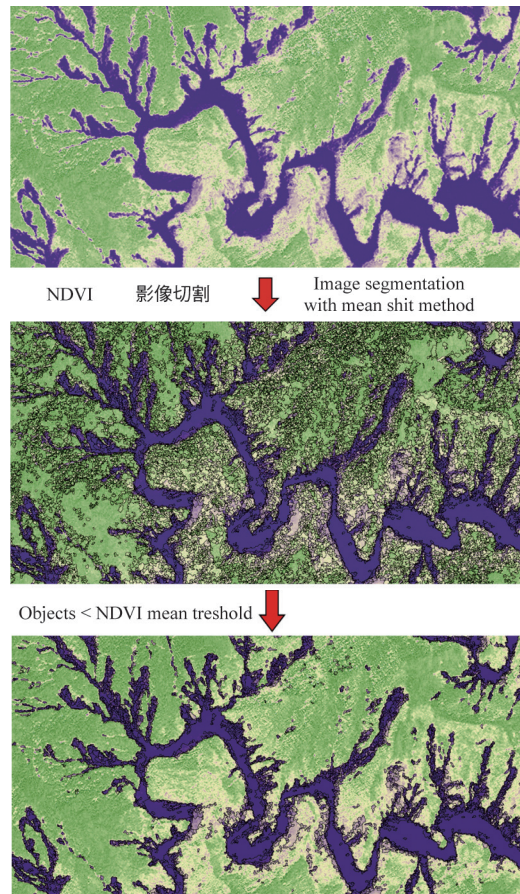 NDVI 影像切割 Image segmentation
with mean shit method
Objects < NDVI mean treshold